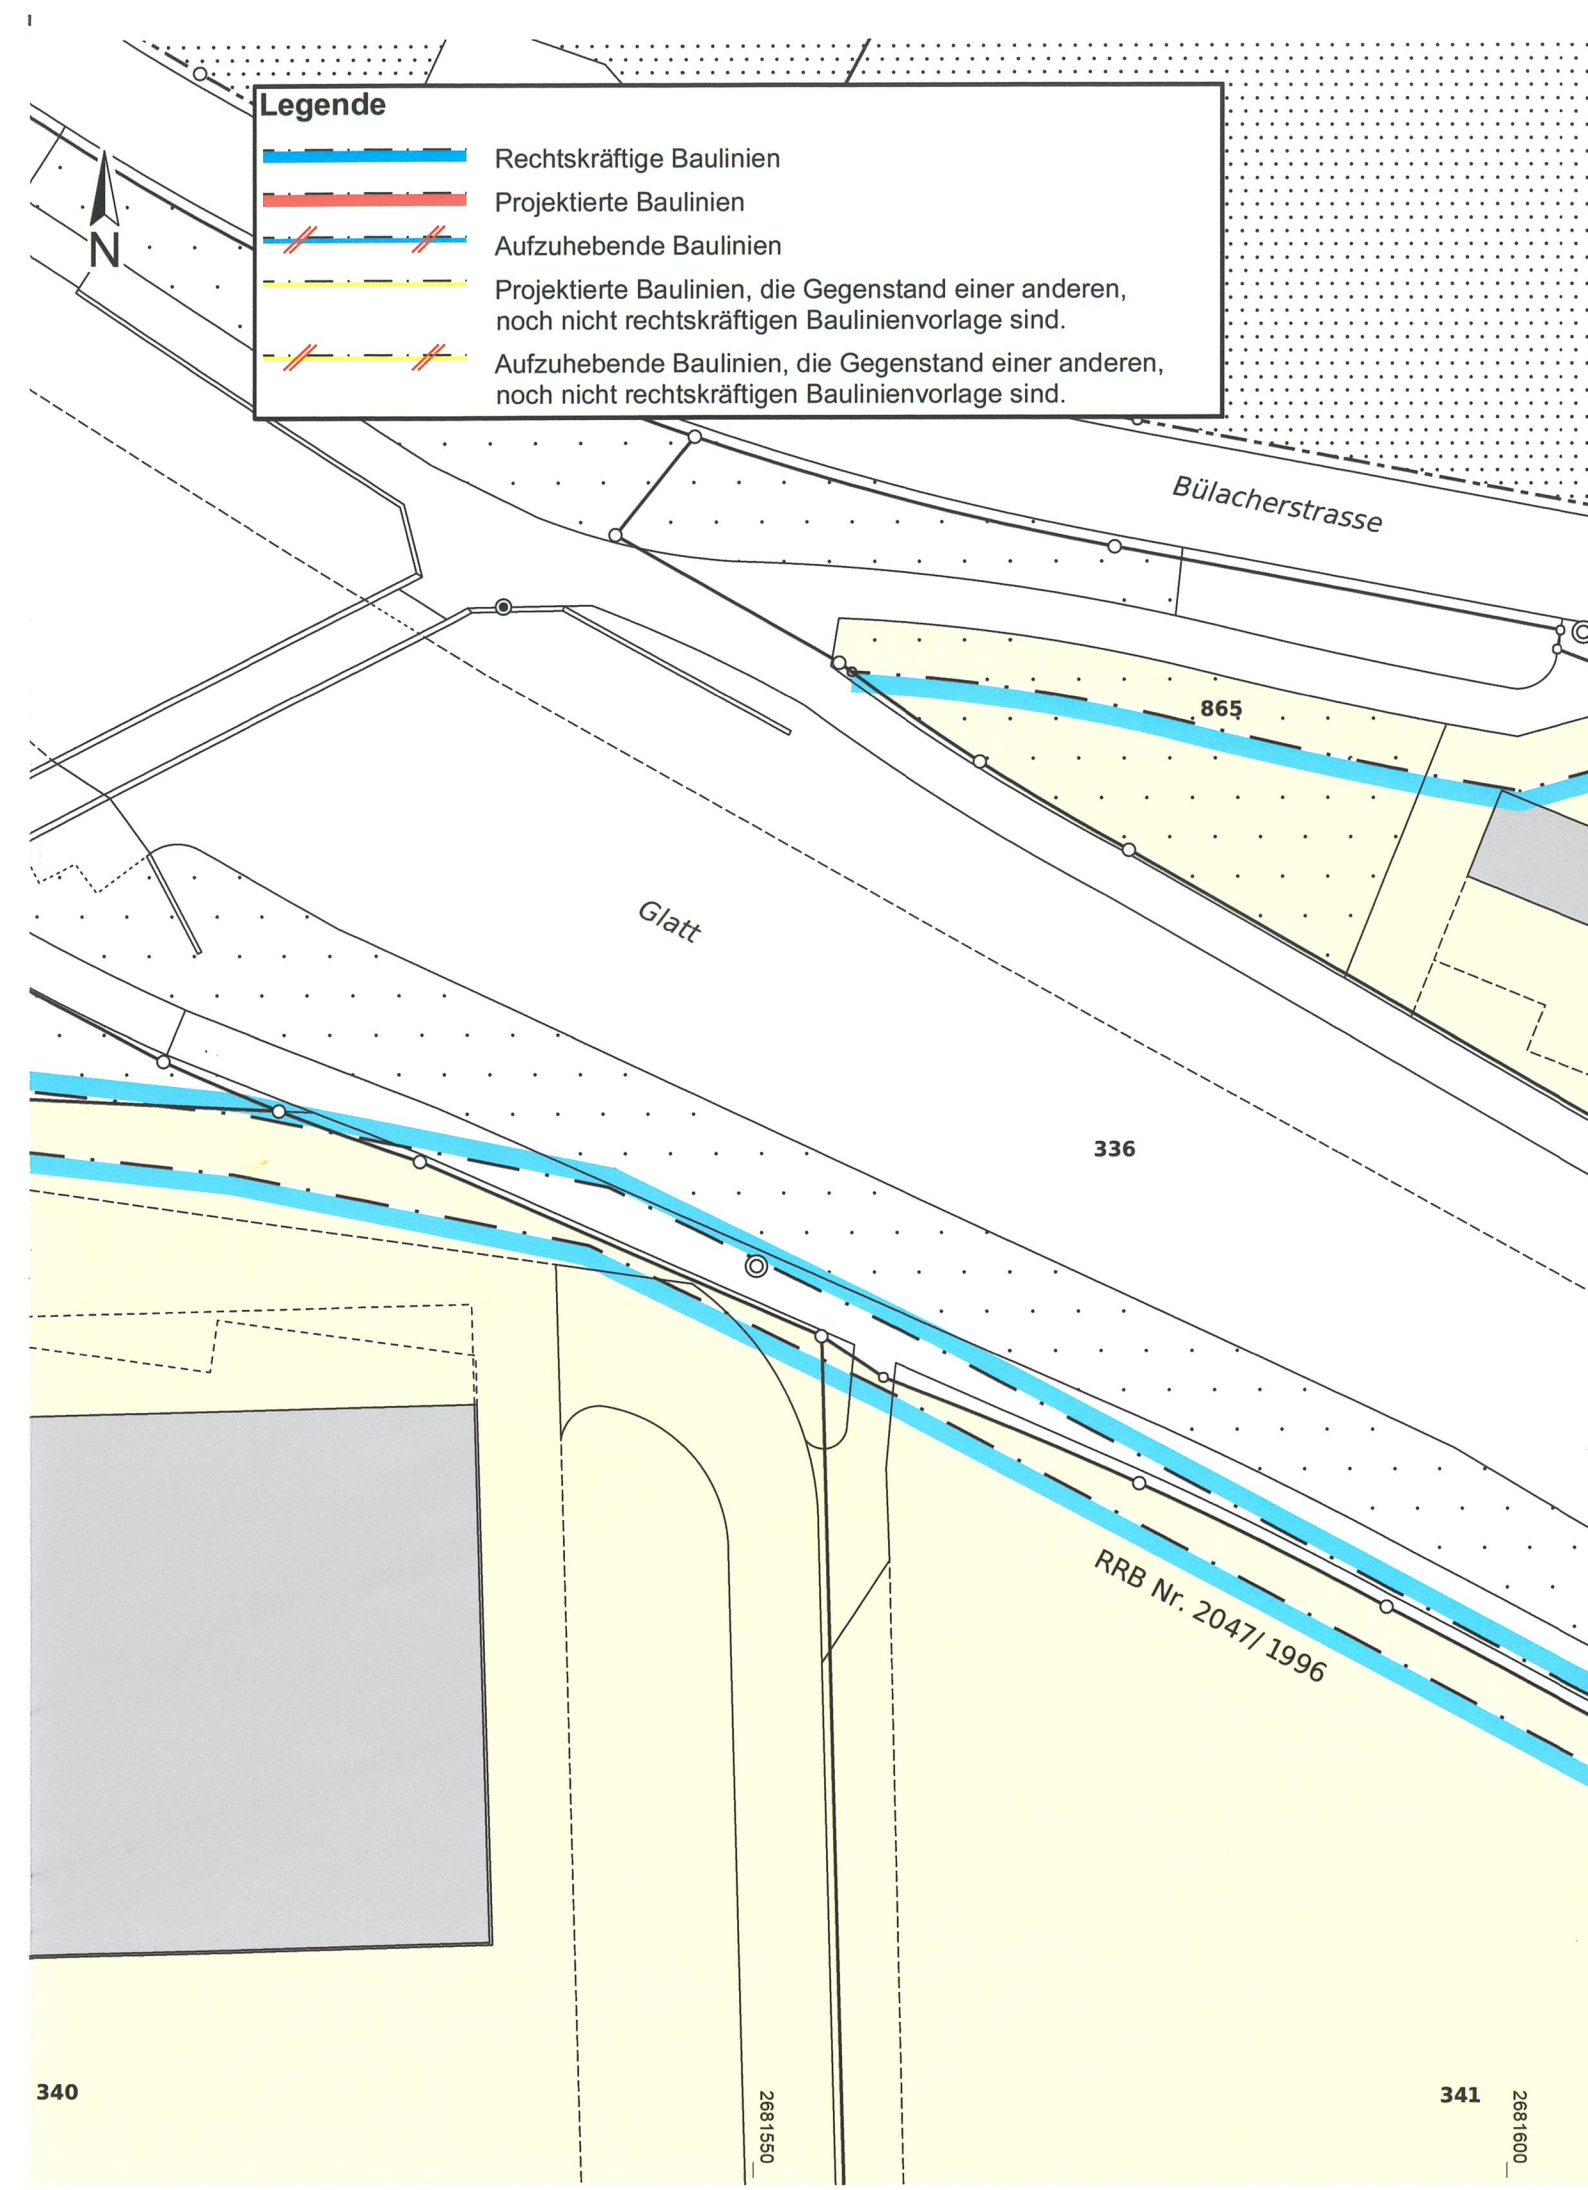 Legende
Rechtskräftige Baulinien
Projektierte Baulinien
Aufzuhebende Baulinien
Projektierte Baulinien, die Gegenstand einer anderen,
noch nicht rechtskräftigen Baulinienvorlage sind.
Aufzuhebende Baulinien, die Gegenstand einer anderen,
noch nicht rechtskräftigen Baulinienvorlage sind.
N
Bülacherstrasse
865
Glatt
336
RRB Nr. 2047/ 1996
340
2681550
341
2681600